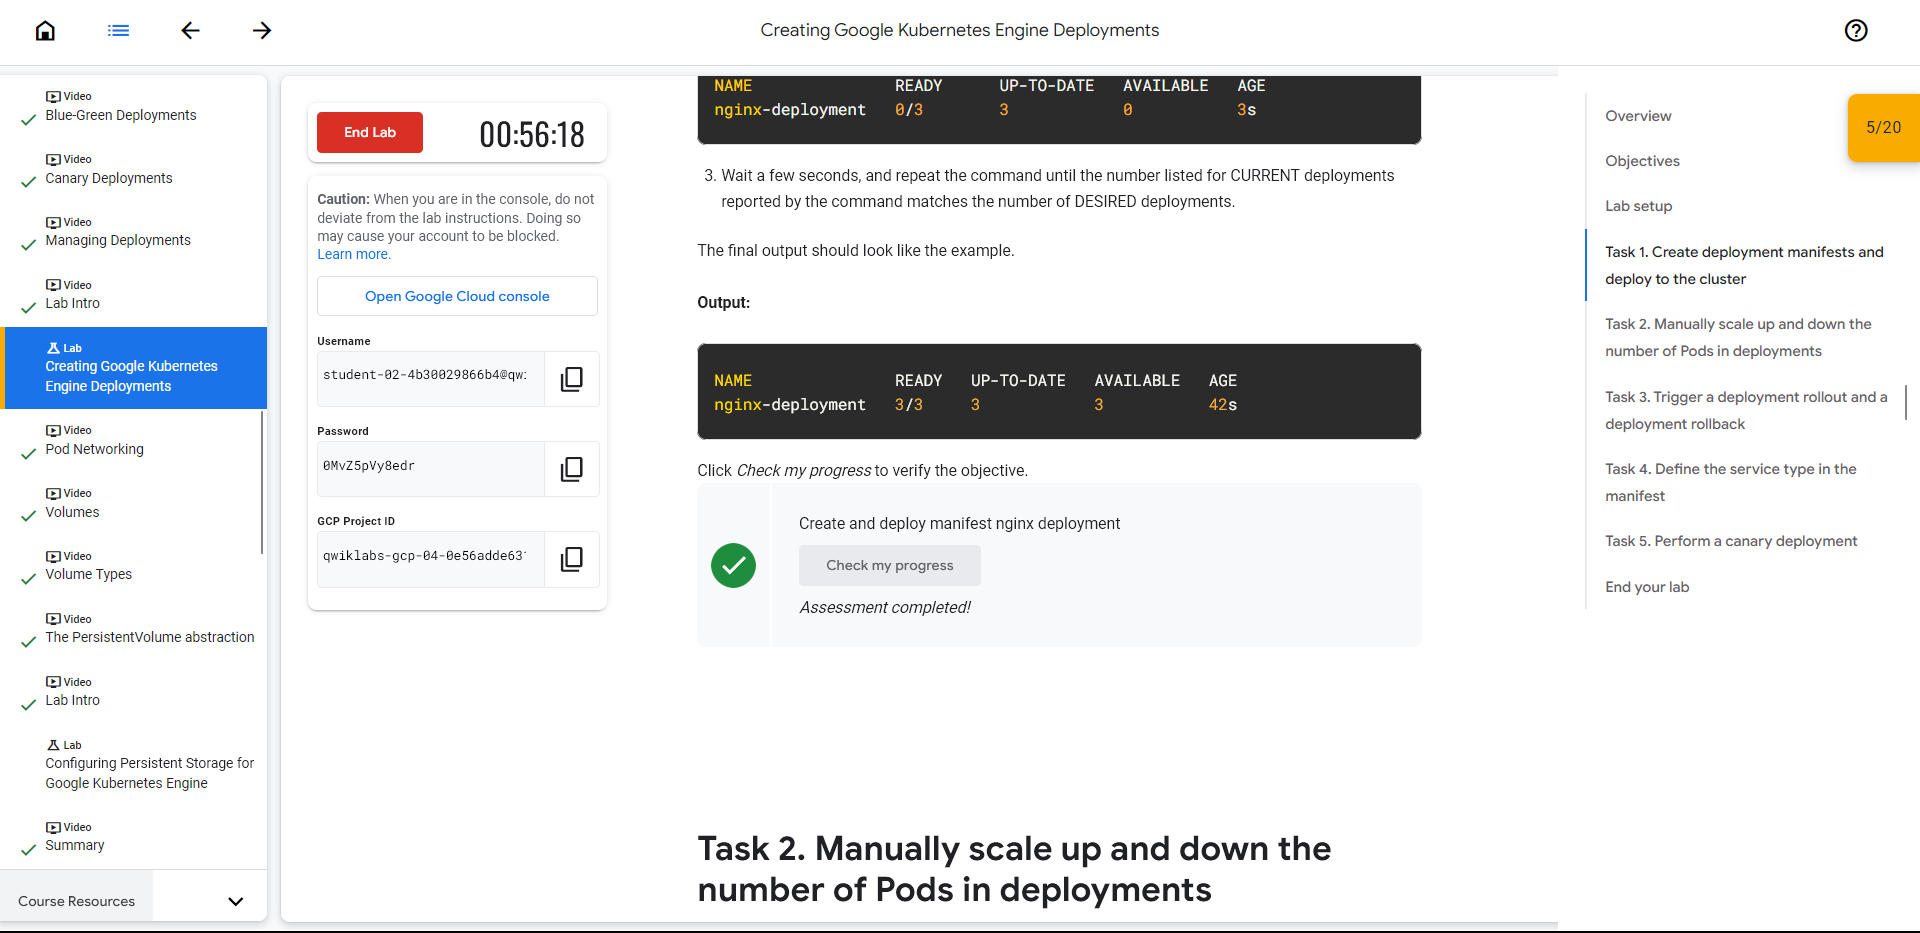 Creating Google Kubernetes Engine Deployments
Video
Blue-Green Deployments
Video
Canary Deployments
Video
Managing Deployments
Video
Lab Intro
Lab
Creating Google Kubernetes
Engine Deployments
Video
Pod Networking
Video
Volumes
Video
Volume Types
Video
The PersistentVolume abstraction
Video
Lab Intro
Lab
Configuring Persistent Storage for
Google Kubernetes Engine
Video
Summary
Course Resources
End Lab
00:56:18
Caution: When you are in the console, do not
deviate from the lab instructions. Doing so
may cause your account to be blocked.
Learn more.
Open Google Cloud console
Username
student-02-4b30029866b4@qw
Password
0MvZ5pVy8edr
GCP Project ID
qwiklabs-gcp-04-0e56adde63
NAME READY UP-TO-DATE AVAILABLE AGE
nginx-deployment 0/3 3 0 3s
3. Wait a few seconds, and repeat the command until the number listed for CURRENT deployments
reported by the command matches the number of DESIRED deployments.
The final output should look like the example.
Output:
NAME READY UP-TO-DATE AVAILABLE AGE
nginx-deployment 3/3 3 3 42s
Click Check my progress to verify the objective.
Create and deploy manifest nginx deployment
Check my progress
Assessment completed!
Task 2. Manually scale up and down the
number of Pods in deployments
Overview
Objectives
Lab setup
Task 1. Create deployment manifests and
deploy to the cluster
Task 2. Manually scale up and down the
number of Pods in deployments
Task 3. Trigger a deployment rollout and a
deployment rollback
Task 4. Define the service type in the
manifest
Task 5. Perform a canary deployment
End your lab
5/20